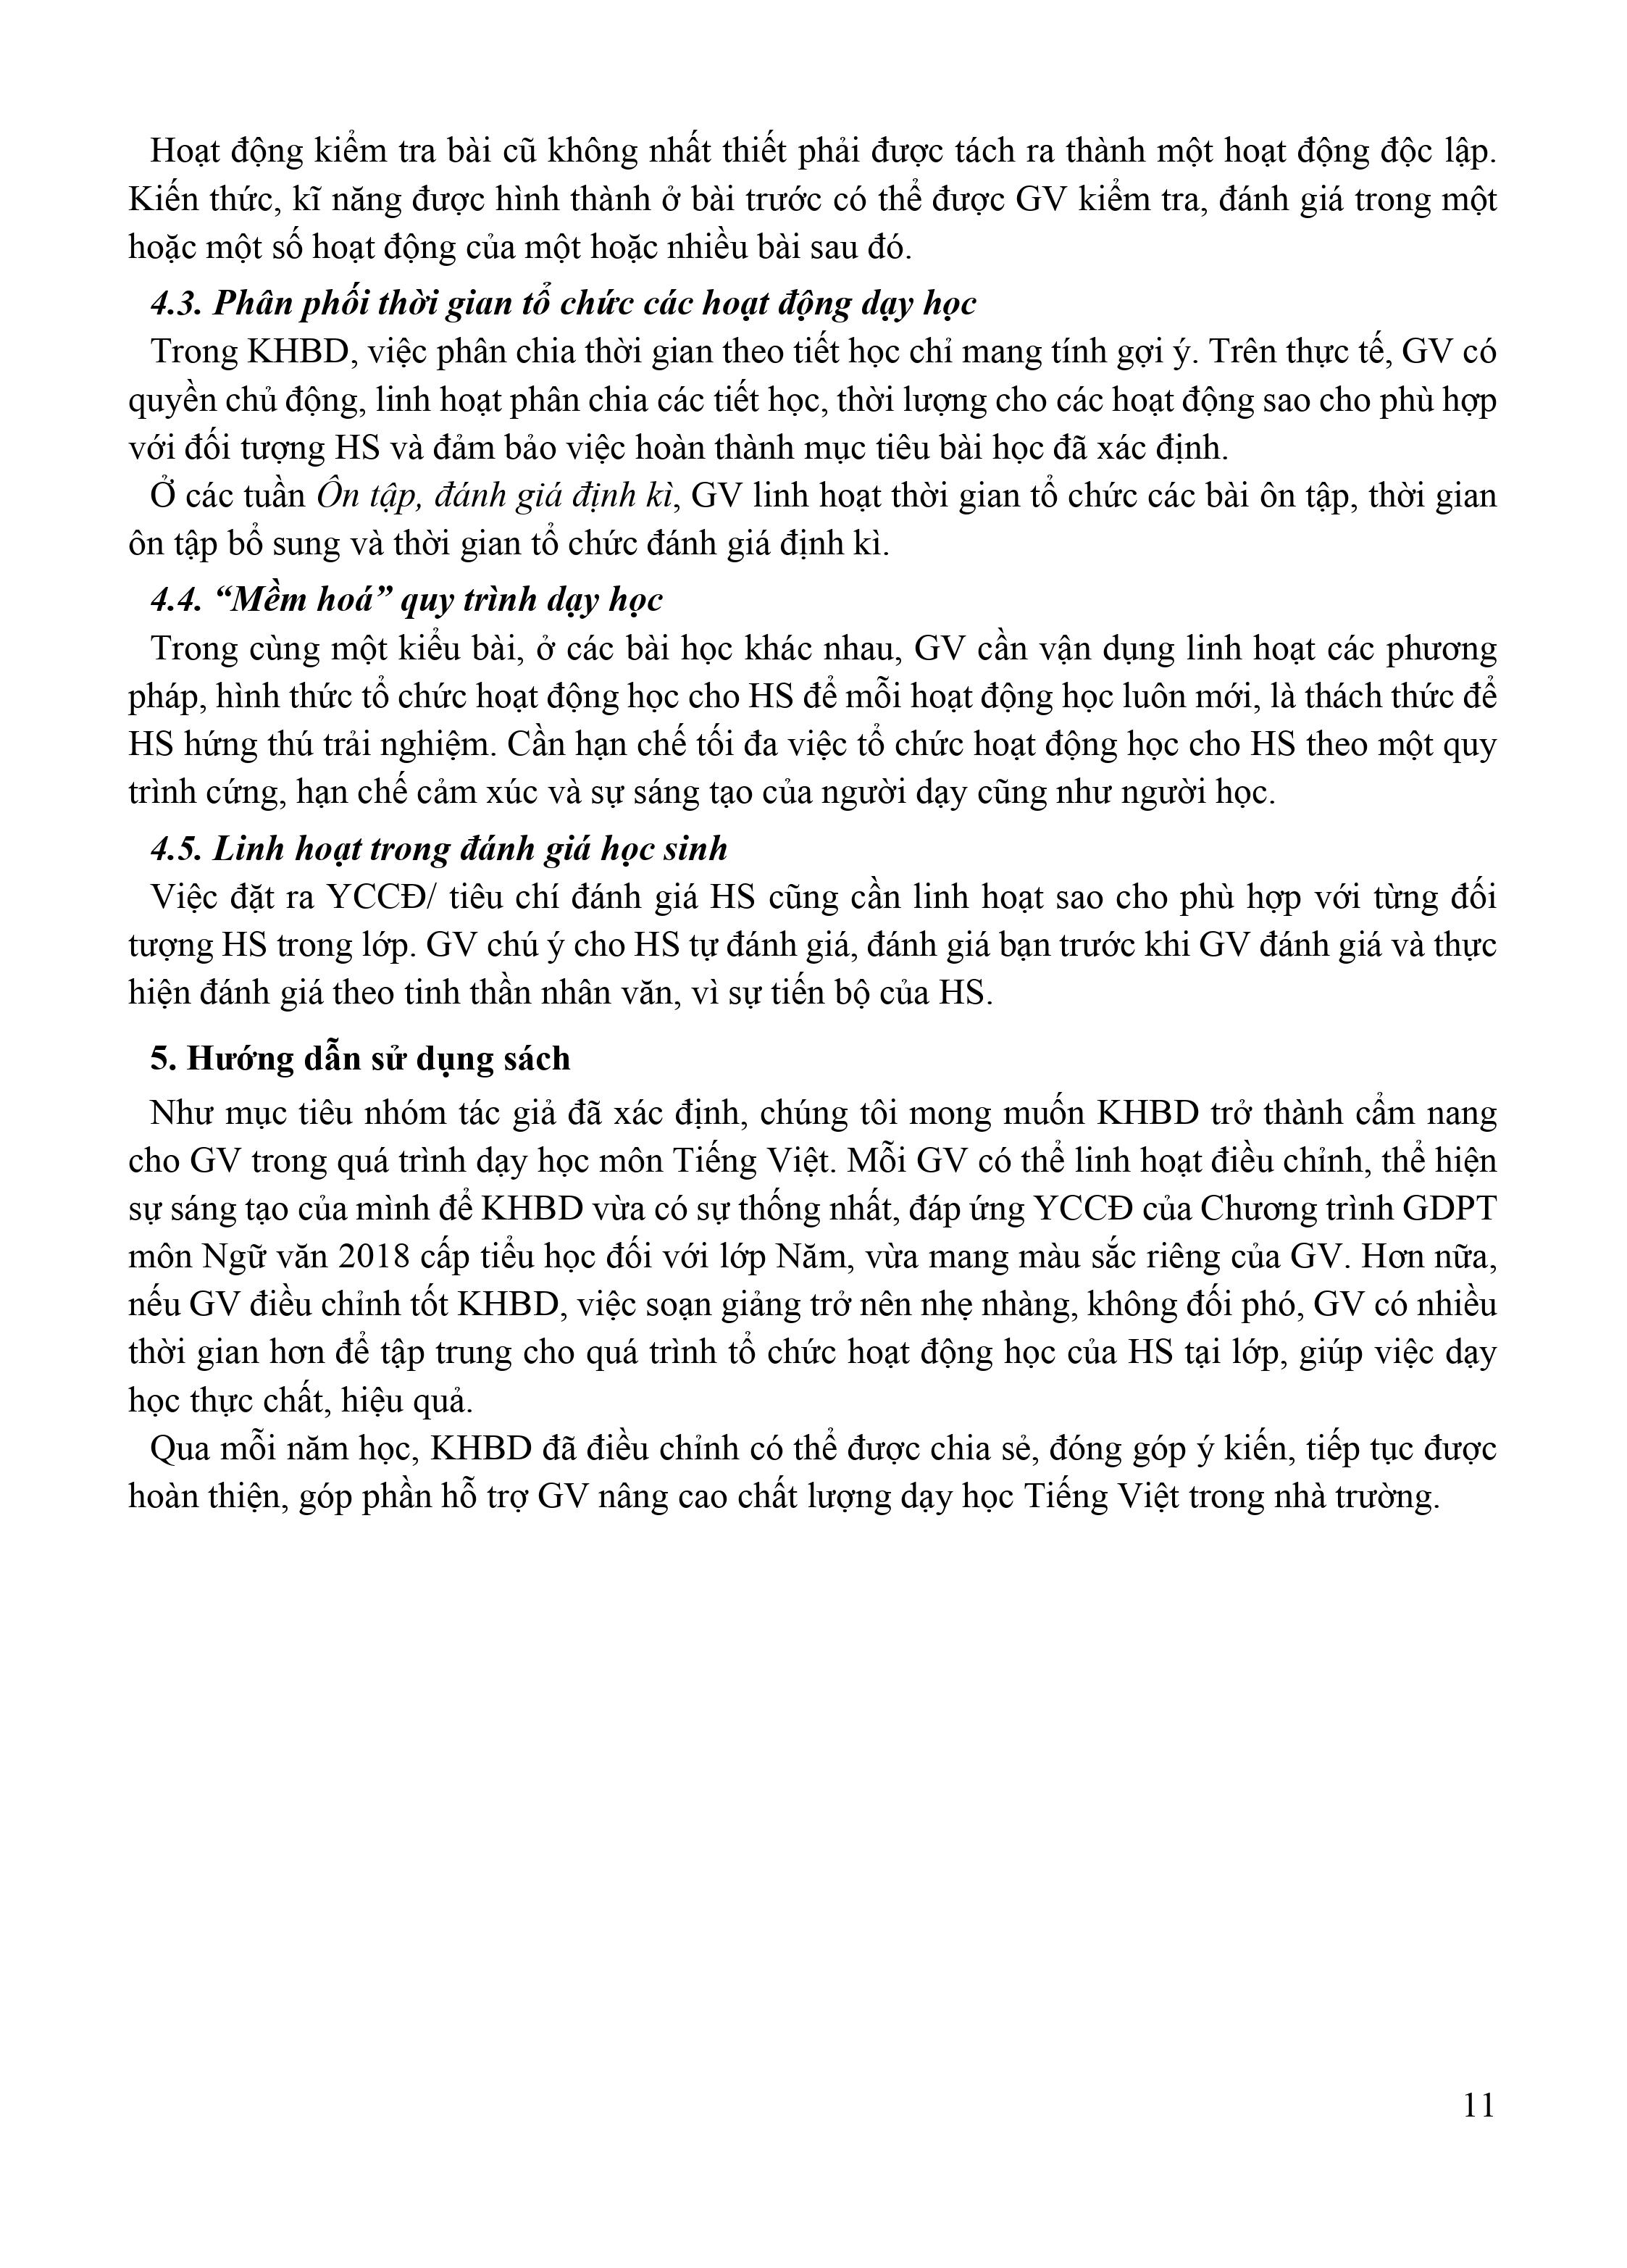 Hoạt động kiểm tra bài cũ không nhất thiết phải được tách ra thành một hoạt động độc lập.
Kiến thức, kĩ năng được hình thành ở bài trước có thể được GV kiểm tra, đánh giá trong một
hoặc một số hoạt động của một hoặc nhiều bài sau đó.
4.3. Phân phối thời gian tổ chức các hoạt động dạy học
Trong KHBD, việc phân chia thời gian theo tiết học chỉ mang tính gợi ý. Trên thực tế, GV có
quyền chủ động, linh hoạt phân chia các tiết học, thời lượng cho các hoạt động sao cho phù hợp
với đối tượng HS và đảm bảo việc hoàn thành mục tiêu bài học đã xác định.
Ở các tuần Ôn tập, đánh giá định kì, GV linh hoạt thời gian tổ chức các bài ôn tập, thời gian
ôn tập bổ sung và thời gian tổ chức đánh giá định kì.
4.4. “Mềm hoá” quy trình dạy học
Trong cùng một kiểu bài, ở các bài học khác nhau, GV cần vận dụng linh hoạt các phương
pháp, hình thức tổ chức hoạt động học cho HS để mỗi hoạt động học luôn mới, là thách thức để
HS hứng thú trải nghiệm. Cần hạn chế tối đa việc tổ chức hoạt động học cho HS theo một quy
trình cứng, hạn chế cảm xúc và sự sáng tạo của người dạy cũng như người học.
4.5. Linh hoạt trong đánh giá học sinh
Việc đặt ra YCCĐ/ tiêu chí đánh giá HS cũng cần linh hoạt sao cho phù hợp với từng đối
tượng HS trong lớp. GV chú ý cho HS tự đánh giá, đánh giá bạn trước khi GV đánh giá và thực
hiện đánh giá theo tinh thần nhân văn, vì sự tiến bộ của HS.
5. Hướng dẫn sử dụng sách
Như mục tiêu nhóm tác giả đã xác định, chúng tôi mong muốn KHBD trở thành cẩm nang
cho GV trong quá trình dạy học môn Tiếng Việt. Mỗi GV có thể linh hoạt điều chỉnh, thể hiện
sự sáng tạo của mình để KHBD vừa có sự thống nhất, đáp ứng YCCĐ của Chương trình GDPT
môn Ngữ văn 2018 cấp tiểu học đối với lớp Năm, vừa mang màu sắc riêng của GV. Hơn nữa,
nếu GV điều chỉnh tốt KHBD, việc soạn giảng trở nên nhẹ nhàng, không đối phó, GV có nhiều
thời gian hơn để tập trung cho quá trình tổ chức hoạt động học của HS tại lớp, giúp việc dạy
học thực chất, hiệu quả.
Qua mỗi năm học, KHBD đã điều chỉnh có thể được chia sẻ, đóng góp ý kiến, tiếp tục được
hoàn thiện, góp phần hỗ trợ GV nâng cao chất lượng dạy học Tiếng Việt trong nhà trường.
11